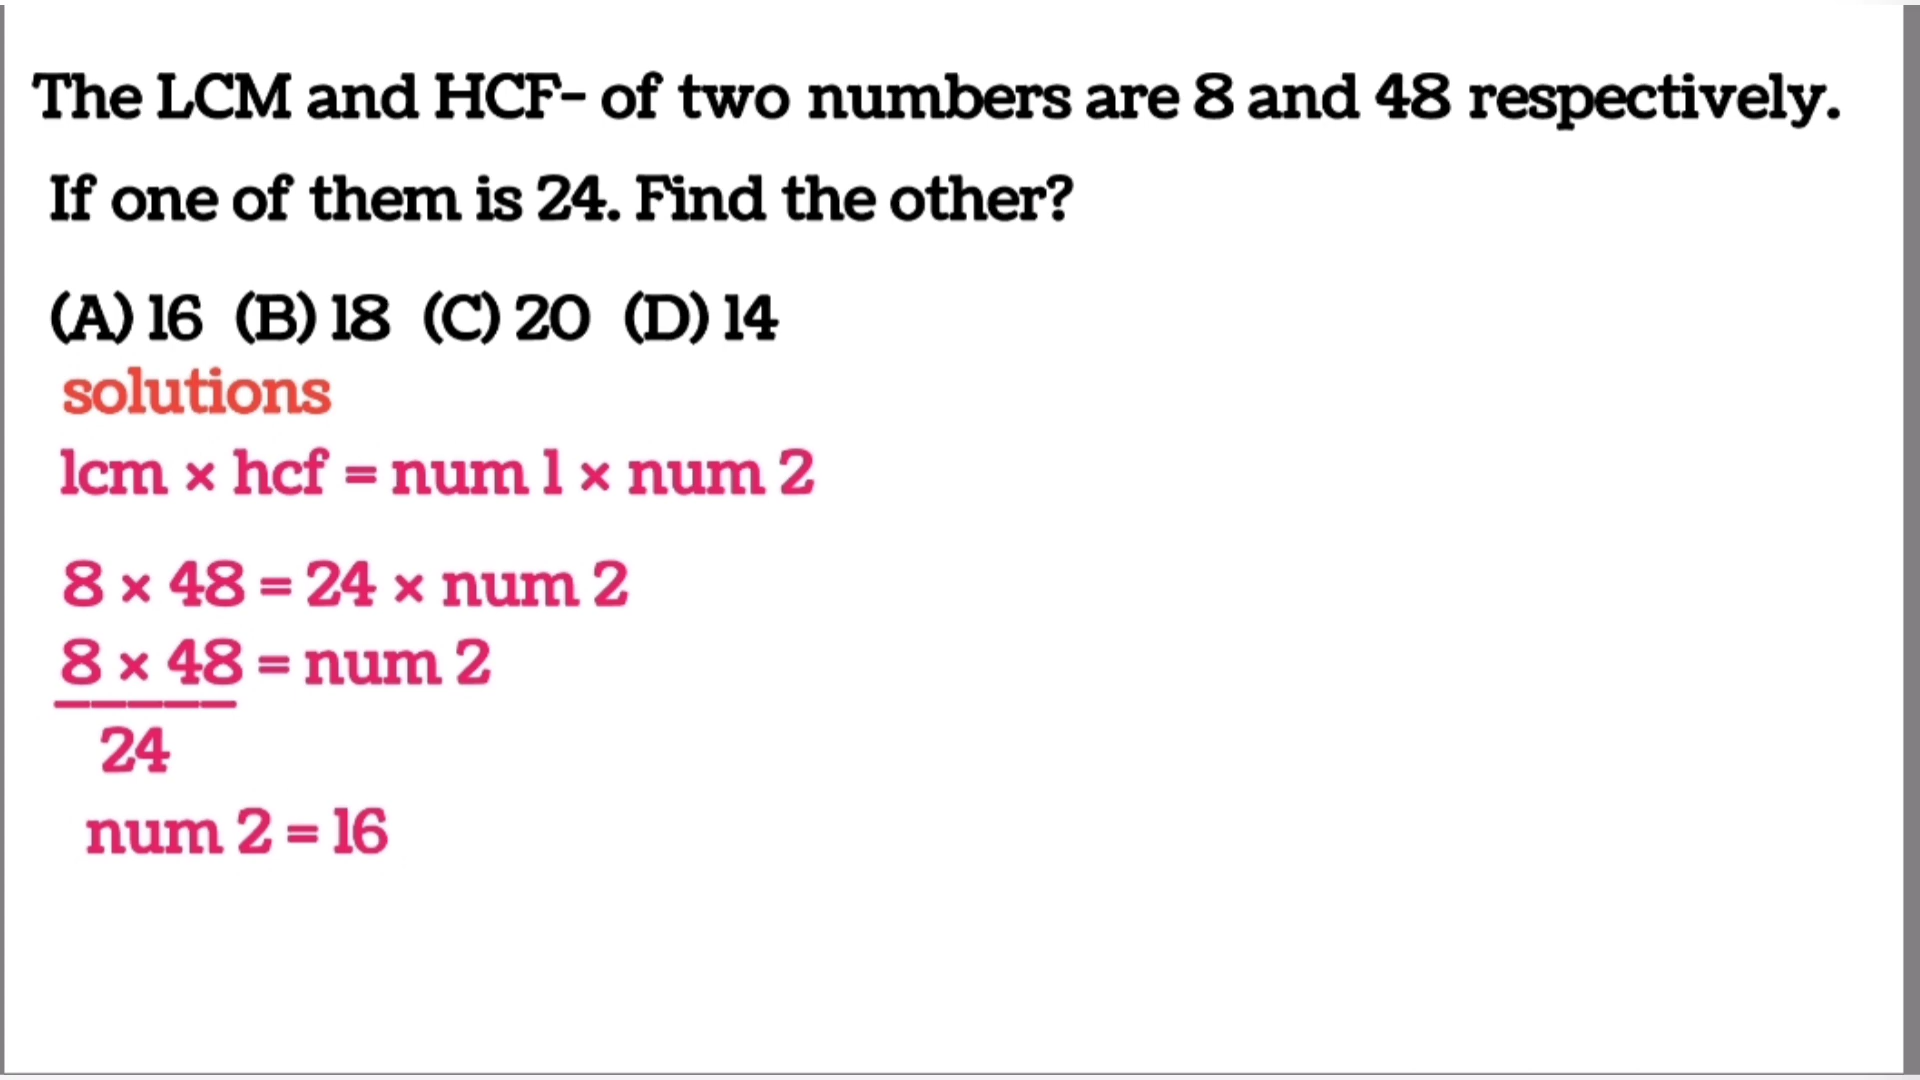 The LCM and HCF- of two numbers are 8 and 48 respectively.
If one of them is 24. Find the other?
(A) 16 (B) 18 (C) 20 (D) 14
solutions
lcm × hcf = num 1 × num 2
8 × 48 = 24 × num 2
8 × 48 = num 2
_____
24
num 2 = 16